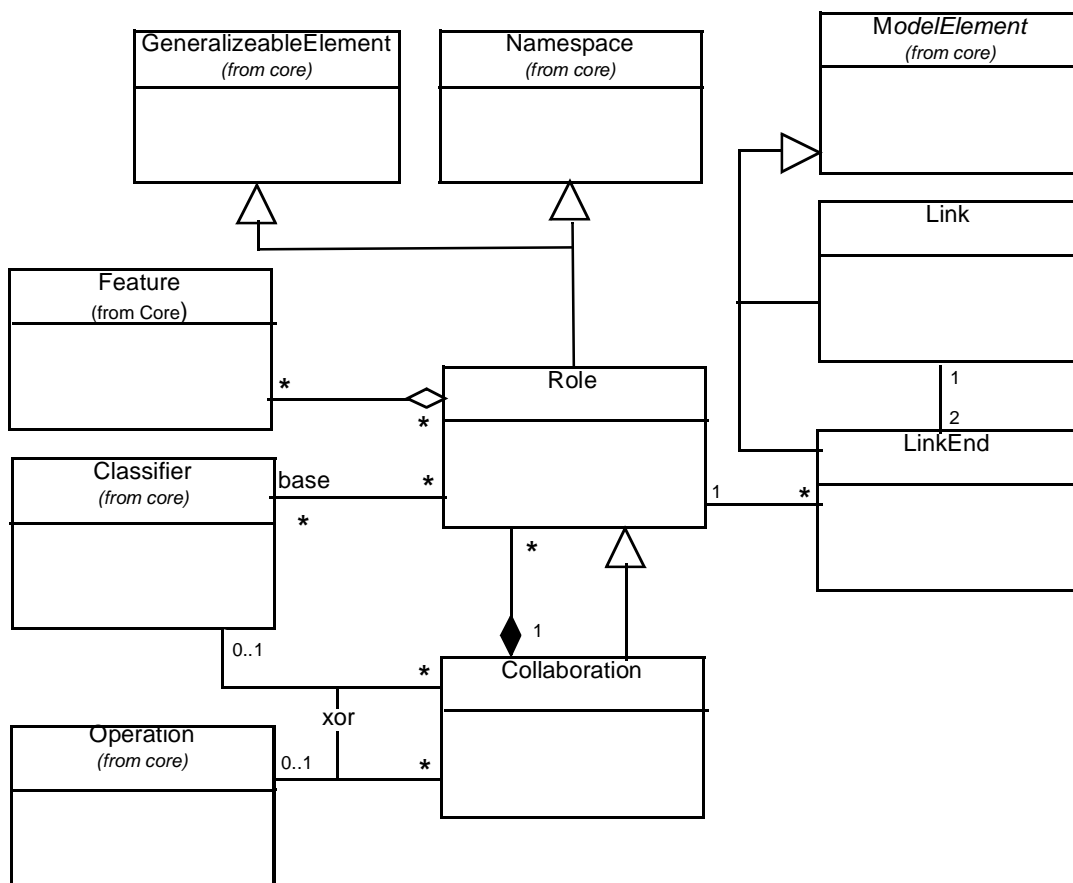 GeneralizeableElement
(from core)
Namespace
(from core)
ModelElement
(from core)
Link
Feature
(from Core)
Role
*
*
1
2
LinkEnd
Classifier
(from core)
base
*
*
1
*
*
1
0..1
*
Collaboration
xor
Operation
(from core)
0..1
*